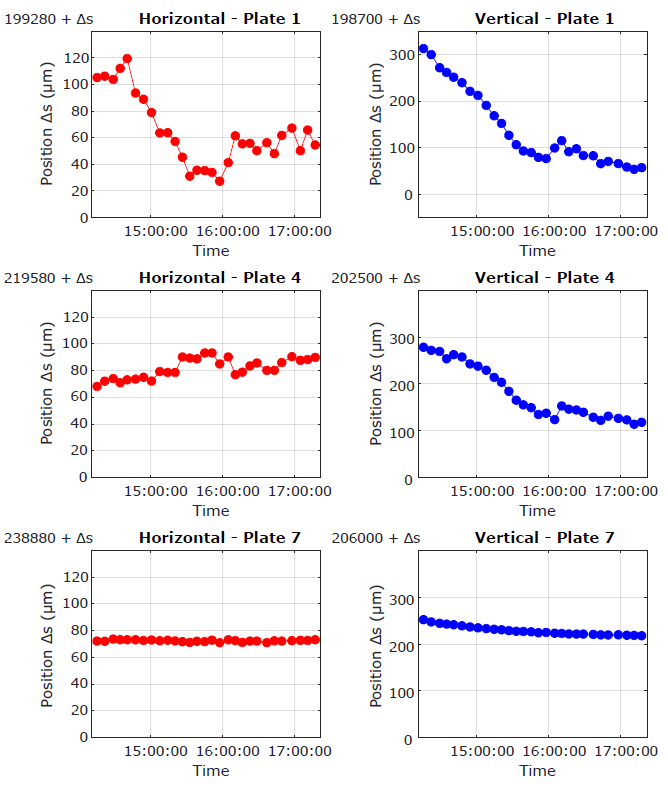 199280 + Δs Horizontal - Plate 1
198700 + Δs Vertical - Plate 1
Position Δs (μm)
120
100
80
60
40
20
0
15:00:00 16:00:00 17:00:00
Time
Position Δs (μm)
300
200
100
0
15:00:00 16:00:00 17:00:00
Time
219580 + Δs Horizontal - Plate 4
202500 + Δs Vertical - Plate 4
Position Δs (μm)
120
100
80
60
40
20
0
15:00:00 16:00:00 17:00:00
Time
Position Δs (μm)
300
200
100
0
15:00:00 16:00:00 17:00:00
Time
238880 + Δs Horizontal - Plate 7
206000 + Δs Vertical - Plate 7
Position Δs (μm)
120
100
80
60
40
20
0
15:00:00 16:00:00 17:00:00
Time
Position Δs (μm)
300
200
100
0
15:00:00 16:00:00 17:00:00
Time